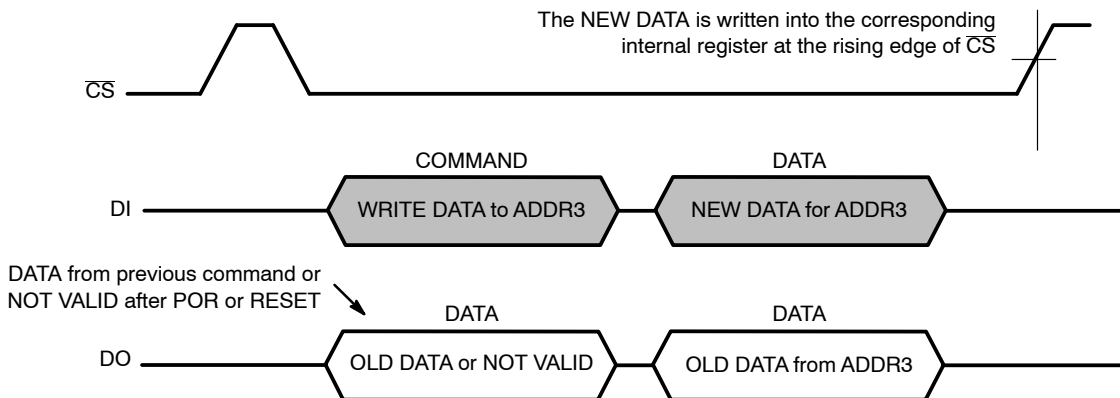 The NEW DATA is written into the corresponding
internal register at the rising edge of C̅S̅
C̅S̅
COMMAND
DATA
DI
WRITE DATA to ADDR3
NEW DATA for ADDR3
DATA from previous command or
NOT VALID after POR or RESET
DATA
DATA
DO
OLD DATA or NOT VALID
OLD DATA from ADDR3